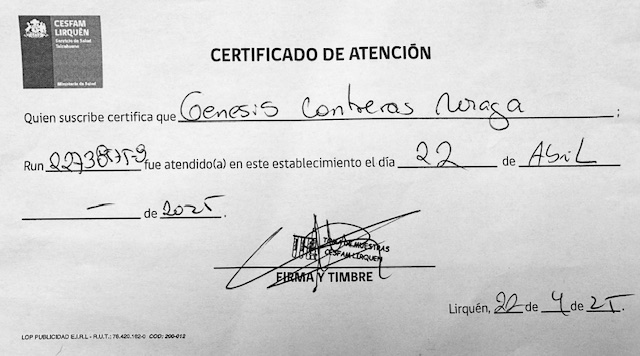 CESFAM
LIRQUÉN
Servicio de Salud
Talcahuano
Ministerio de Salud
CERTIFICADO DE ATENCIÓN
Quien suscribe certifica que Genesis Contreras ;
Run fue atendido(a) en este establecimiento el día 22 de Abril
— de 2025.
TOMA DE MUESTRAS
CESFAM LIRQUEN
FIRMA Y TIMBRE
Lirquén, 22 de 4 de 25.
LOP PUBLICIDAD E.I.R.L - R.U.T.: 76.420.162-0 COD: 200-012